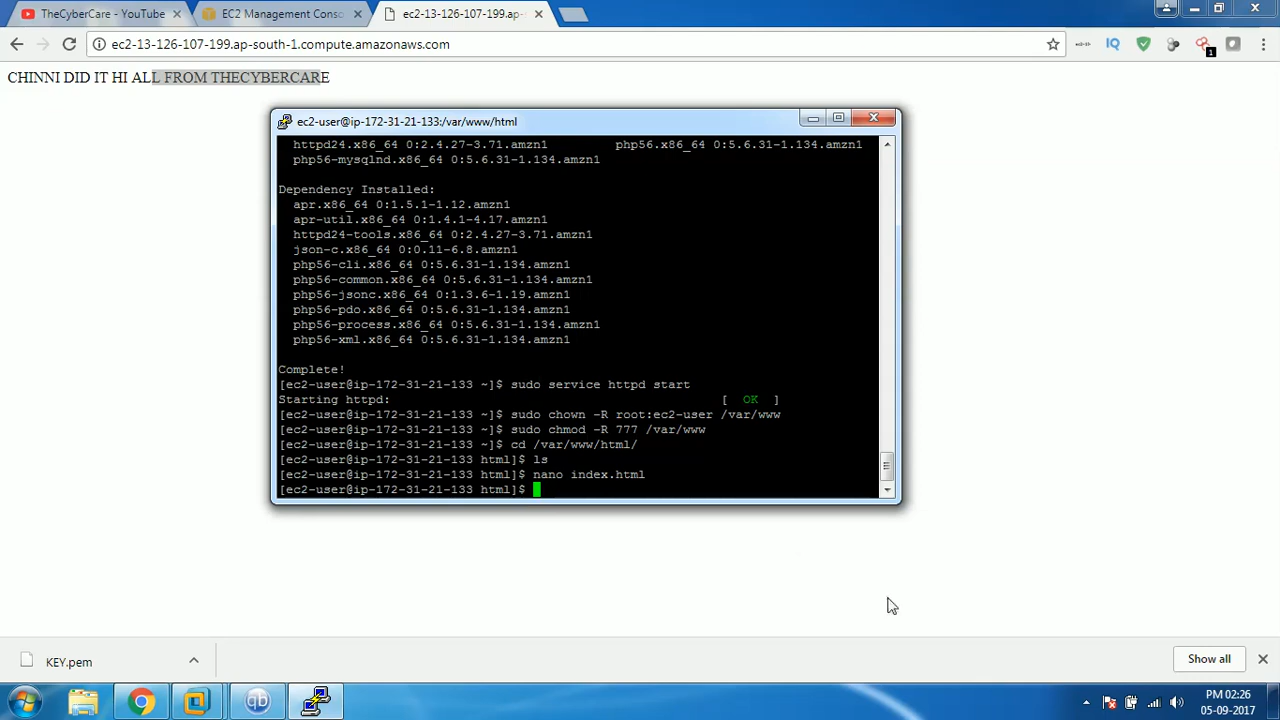 TheCyberCare - YouTube
EC2 Management Conso
ec2-13-126-107-199.ap-
ec2-13-126-107-199.ap-south-1.compute.amazonaws.com
IQ
1
CHINNI DID IT HI ALL FROM THECYBERCARE
ec2-user@ip-172-31-21-133:/var/www/html
httpd24.x86_64 0:2.4.27-3.71.amzn1 php56.x86_64 0:5.6.31-1.134.amzn1
php56-mysqlnd.x86_64 0:5.6.31-1.134.amzn1
Dependency Installed:
apr.x86_64 0:1.5.1-1.12.amzn1
apr-util.x86_64 0:1.4.1-4.17.amzn1
httpd24-tools.x86_64 0:2.4.27-3.71.amzn1
json-c.x86_64 0:0.11-6.8.amzn1
php56-cli.x86_64 0:5.6.31-1.134.amzn1
php56-common.x86_64 0:5.6.31-1.134.amzn1
php56-jsonc.x86_64 0:1.3.6-1.19.amzn1
php56-pdo.x86_64 0:5.6.31-1.134.amzn1
php56-process.x86_64 0:5.6.31-1.134.amzn1
php56-xml.x86_64 0:5.6.31-1.134.amzn1
Complete!
[ec2-user@ip-172-31-21-133 ~]$ sudo service httpd start
Starting httpd: [ OK ]
[ec2-user@ip-172-31-21-133 ~]$ sudo chown -R root:ec2-user /var/www
[ec2-user@ip-172-31-21-133 ~]$ sudo chmod -R 777 /var/www
[ec2-user@ip-172-31-21-133 ~]$ cd /var/www/html/
[ec2-user@ip-172-31-21-133 html]$ ls
[ec2-user@ip-172-31-21-133 html]$ nano index.html
[ec2-user@ip-172-31-21-133 html]$
KEY.pem
Show all
qb
PM 02:26
05-09-2017